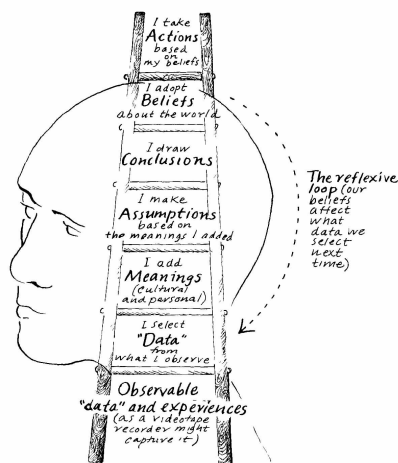 I take
Actions
based
on
my beliefs
I adopt
Beliefs
about the world
I draw
Conclusions
I make
Assumptions
based on
the meanings I added
I add
Meanings
(cultural
and personal)
I select
"Data"
from
what I observe
Observable
"data" and experiences
(as a videotape
recorder might
capture it)
The reflexive
loop (our
beliefs
affect
what
data we
select
next
time)